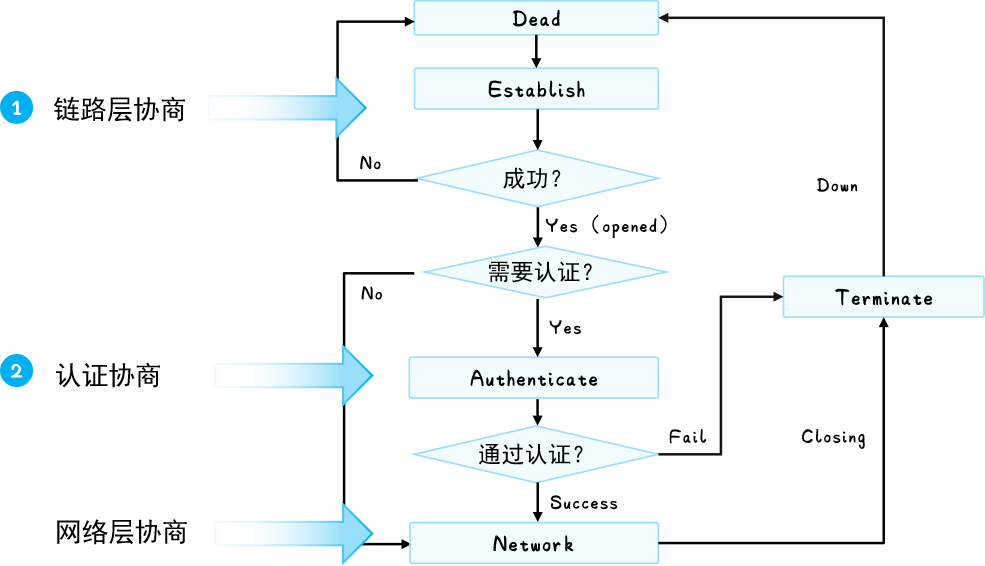 Dead
Establish
1 链路层协商
No
成功？
Down
Yes（opened）
需要认证？
No
Terminate
Yes
2 认证协商
Authenticate
Fail
Closing
通过认证？
Success
网络层协商
Network